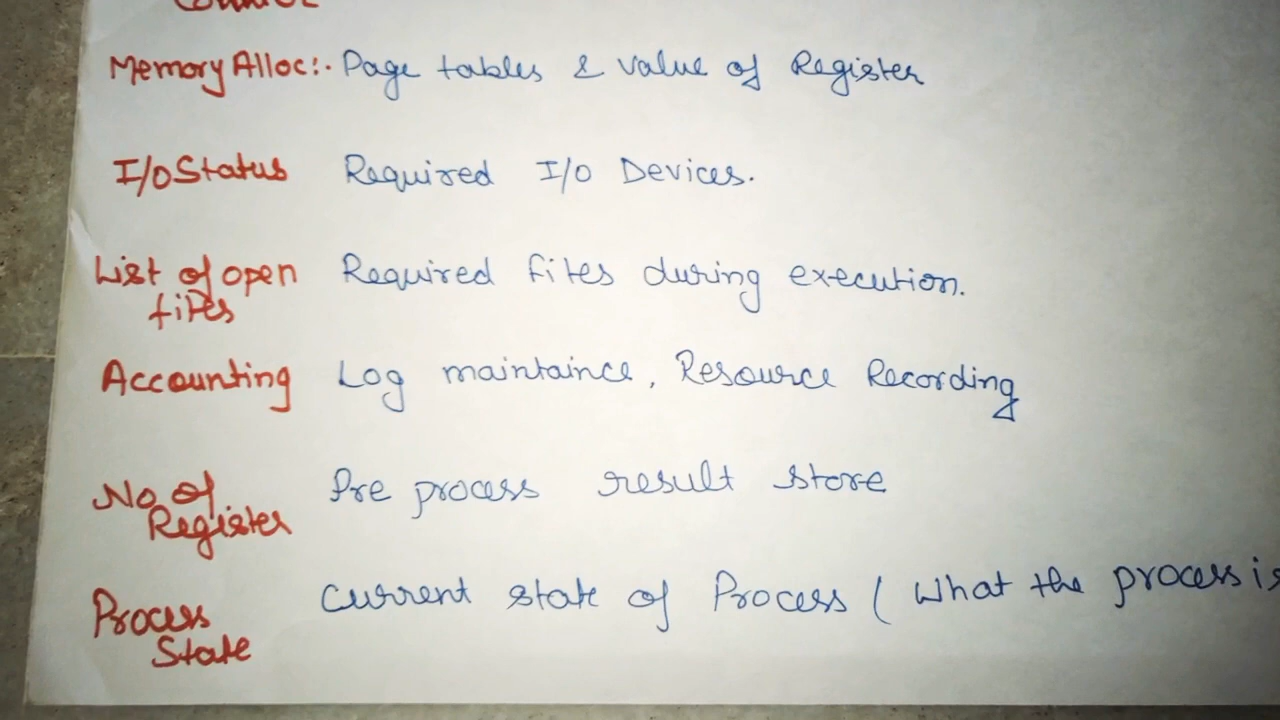 Memory Alloc:. Page tables & value of Register
I/O Status Required I/O Devices.
List of open Required files during execution.
files
Accounting Log maintaince, Resource Recording
No. of Pre process result store
Register
Process Current state of Process ( What the process is
State